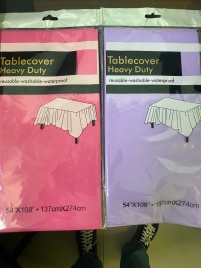 Tablecover
Heavy Duty
reusable-washable-waterproof
54"X108" • 137cmX274cm
Tablecover
Heavy Duty
reusable-washable-waterproof
54"X108" • 137cmX274cm